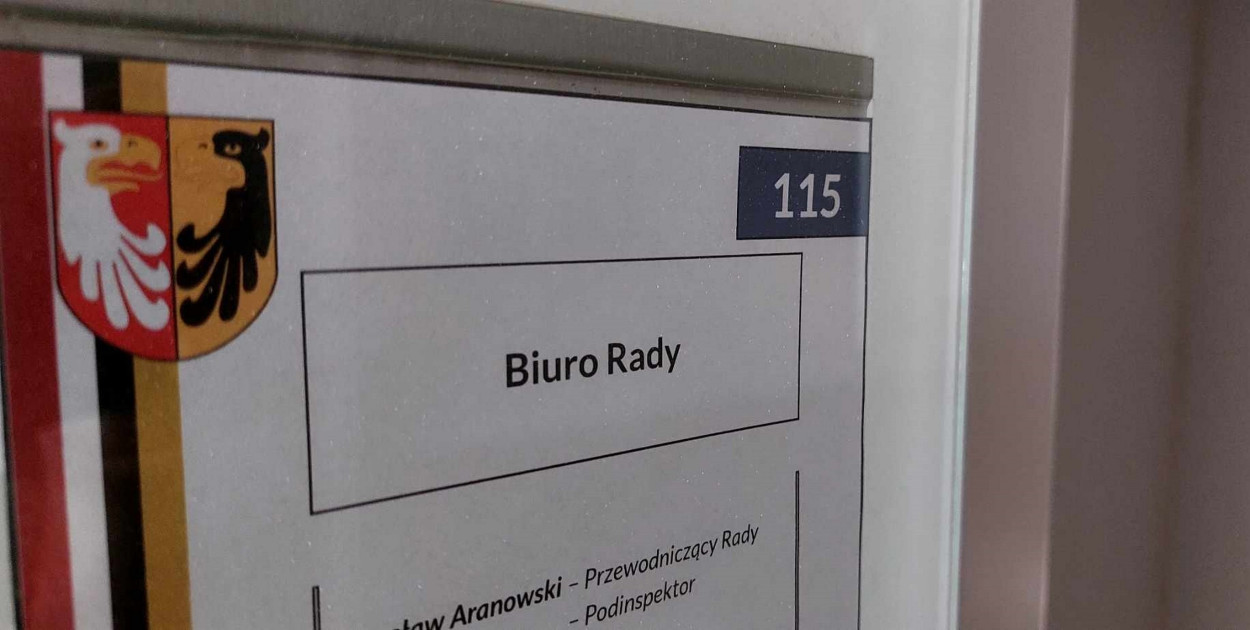 115
Biuro Rady
Aranowski – Przewodniczący Rady
– Podinspektor